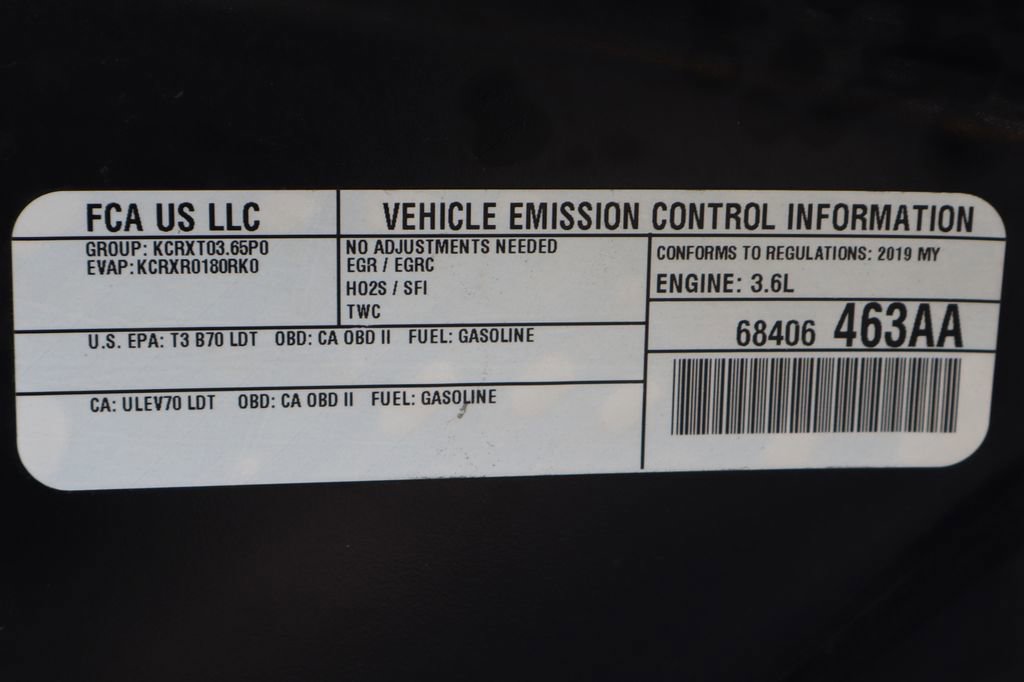 FCA US LLC
VEHICLE EMISSION CONTROL INFORMATION
GROUP: KCRXT03.65P0
EVAP: KCRXR0180RK0
NO ADJUSTMENTS NEEDED
EGR / EGRC
HO2S / SFI
TWC
CONFORMS TO REGULATIONS: 2019 MY
ENGINE: 3.6L
68406 463AA
U.S. EPA: T3 B70 LDT OBD: CA OBD II FUEL: GASOLINE
CA: ULEV70 LDT OBD: CA OBD II FUEL: GASOLINE